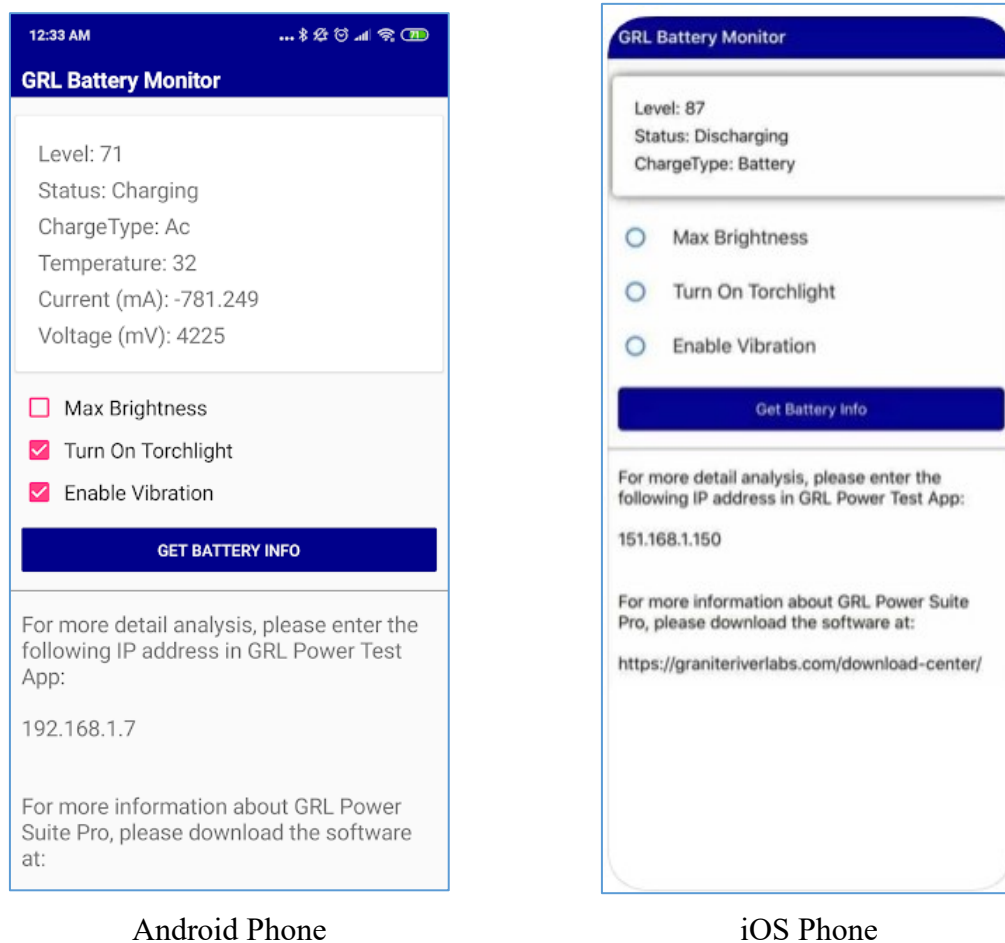 12:33 AM
71
GRL Battery Monitor
Level: 71
Status: Charging
ChargeType: Ac
Temperature: 32
Current (mA): -781.249
Voltage (mV): 4225
Max Brightness
Turn On Torchlight
Enable Vibration
GET BATTERY INFO
For more detail analysis, please enter the
following IP address in GRL Power Test
App:
192.168.1.7
For more information about GRL Power
Suite Pro, please download the software
at:
Android Phone
GRL Battery Monitor
Level: 87
Status: Discharging
ChargeType: Battery
Max Brightness
Turn On Torchlight
Enable Vibration
Get Battery Info
For more detail analysis, please enter the
following IP address in GRL Power Test App:
151.168.1.150
For more information about GRL Power Suite
Pro, please download the software at:
https://graniteriverlabs.com/download-center/
iOS Phone